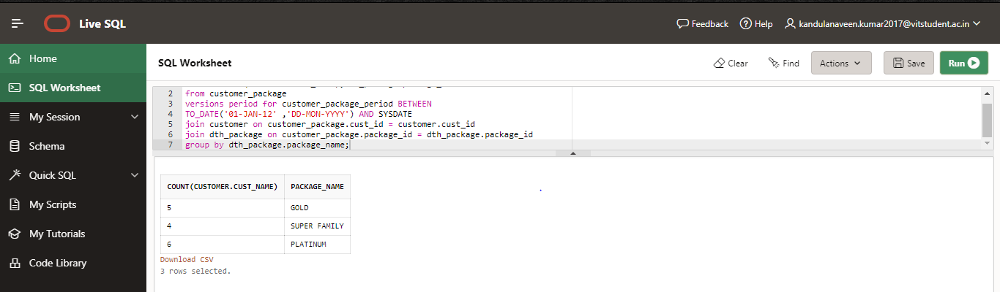 Live SQL
Feedback
Help
kandulanaveen.kumar2017@vitstudent.ac.in
Home
SQL Worksheet
My Session
Schema
Quick SQL
My Scripts
My Tutorials
Code Library
SQL Worksheet
Clear
Find
Actions
Save
Run
2 from customer_package
3 versions period for customer_package_period BETWEEN
4 TO_DATE('01-JAN-12' ,'DD-MON-YYYY') AND SYSDATE
5 join customer on customer_package.cust_id = customer.cust_id
6 join dth_package on customer_package.package_id = dth_package.package_id
7 group by dth_package.package_name;
COUNT(CUSTOMER.CUST_NAME) PACKAGE_NAME
5 GOLD
4 SUPER FAMILY
6 PLATINUM
Download CSV
3 rows selected.